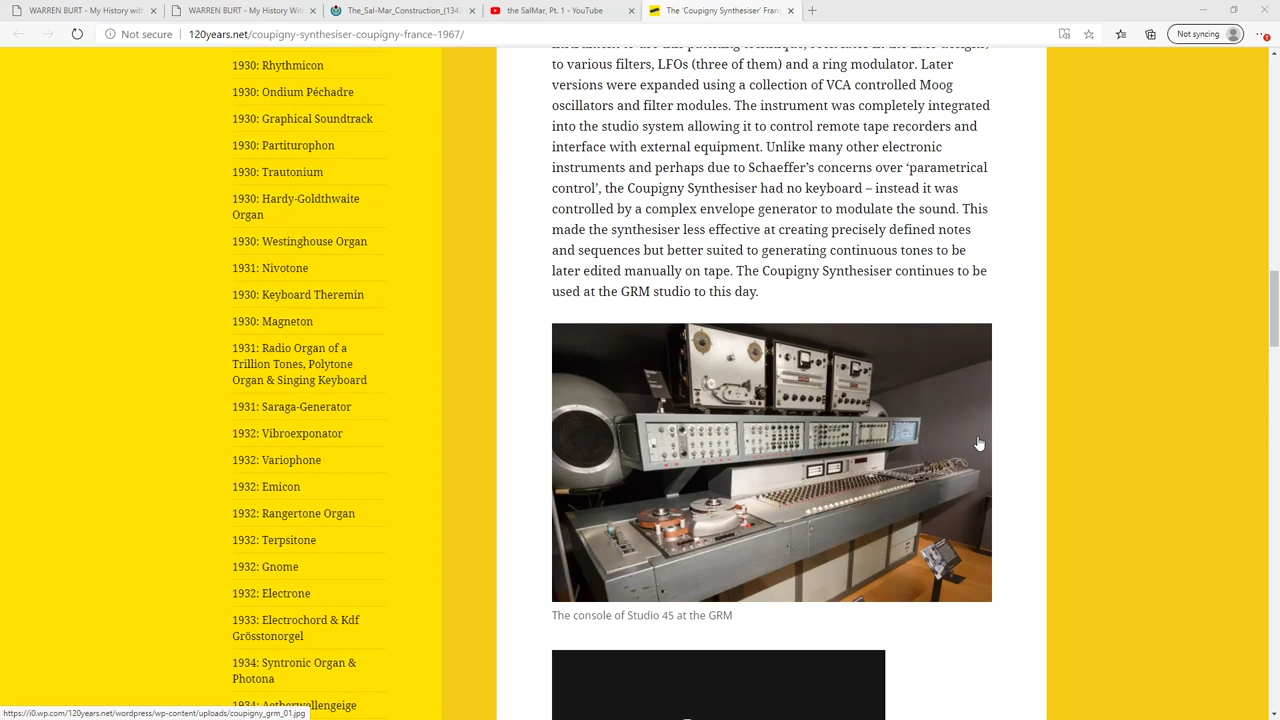 WARREN BURT - My History Wit
WARREN BURT - My History Wit
The_Sal-Mar_Construction_(1343
the SalMar, Pt. 1 - YouTube
The 'Coupigny Synthesiser' Fran
Not secure
120years.net/coupigny-synthesiser-coupigny-france-1967/
Not syncing
1930: Rhythmicon
1930: Ondium Péchadre
1930: Graphical Soundtrack
1930: Partiturophon
1930: Trautonium
1930: Hardy-Goldthwaite
Organ
1930: Westinghouse Organ
1931: Nivotone
1930: Keyboard Theremin
1930: Magneton
1931: Radio Organ of a
Trillion Tones, Polytone
Organ & Singing Keyboard
1931: Saraga-Generator
1932: Vibroexponator
1932: Variophone
1932: Emicon
1932: Rangertone Organ
1932: Terpsitone
1932: Gnome
1932: Electrone
1933: Electrochord & Kdf
Grösstonorgel
1934: Syntronic Organ &
Photona
to various filters, LFOs (three of them) and a ring modulator. Later
versions were expanded using a collection of VCA controlled Moog
oscillators and filter modules. The instrument was completely integrated
into the studio system allowing it to control remote tape recorders and
interface with external equipment. Unlike many other electronic
instruments and perhaps due to Schaeffer’s concerns over ‘parametrical
control’, the Coupigny Synthesiser had no keyboard – instead it was
controlled by a complex envelope generator to modulate the sound. This
made the synthesiser less effective at creating precisely defined notes
and sequences but better suited to generating continuous tones to be
later edited manually on tape. The Coupigny Synthesiser continues to be
used at the GRM studio to this day.
The console of Studio 45 at the GRM
https://i0.wp.com/120years.net/wordpress/wp-content/uploads/coupigny_grm_01.jpg